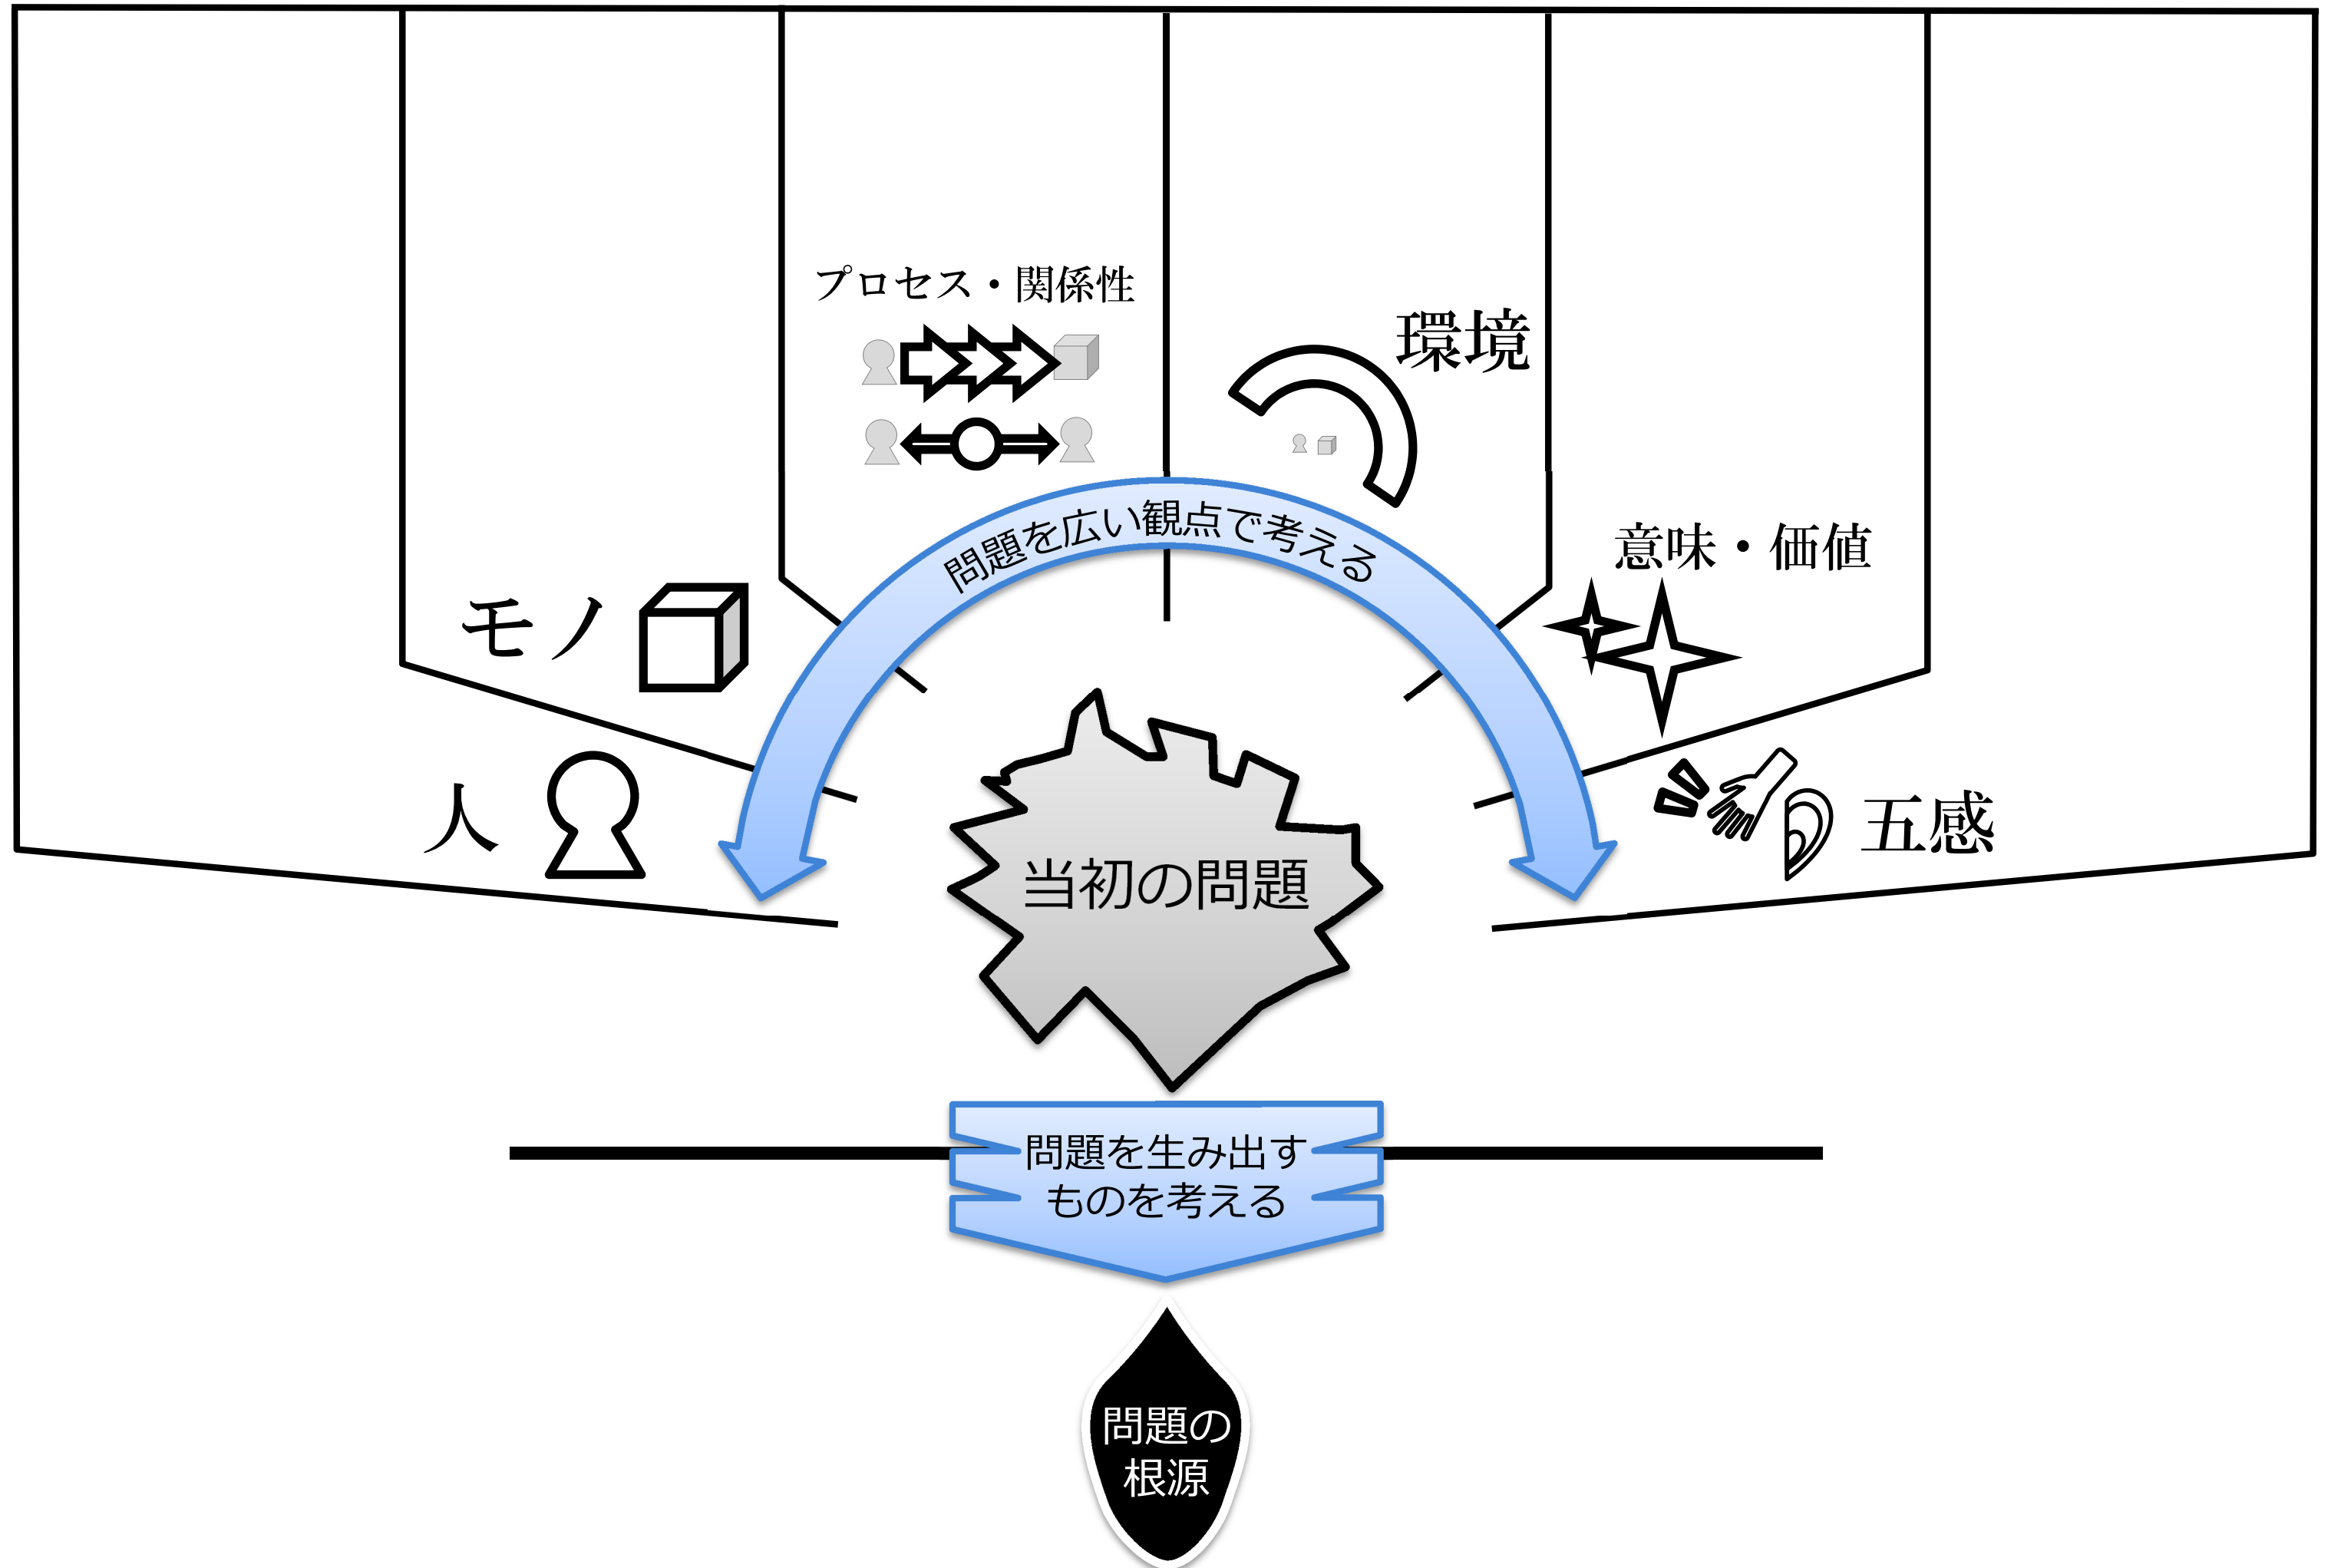 プロセス・関係性
環境
問題を広い観点で考える
意味・価値
モノ
人
五感
当初の問題
問題を生み出す
ものを考える
問題の
根源